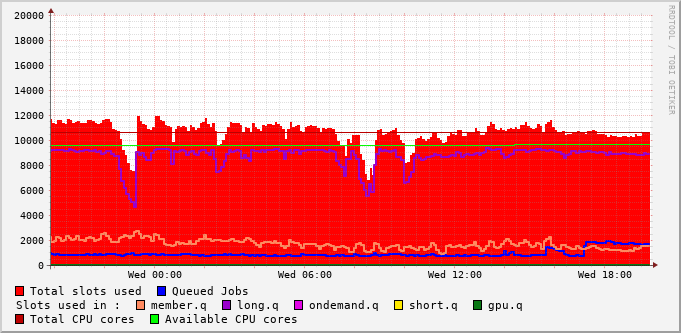 20000
18000
16000
14000
12000
10000
8000
6000
4000
2000
0
Wed 00:00 Wed 06:00 Wed 12:00 Wed 18:00
RRDTOOL / TOBI OETIKER
Total slots used Queued Jobs
Slots used in : member.q long.q ondemand.q short.q gpu.q
Total CPU cores Available CPU cores